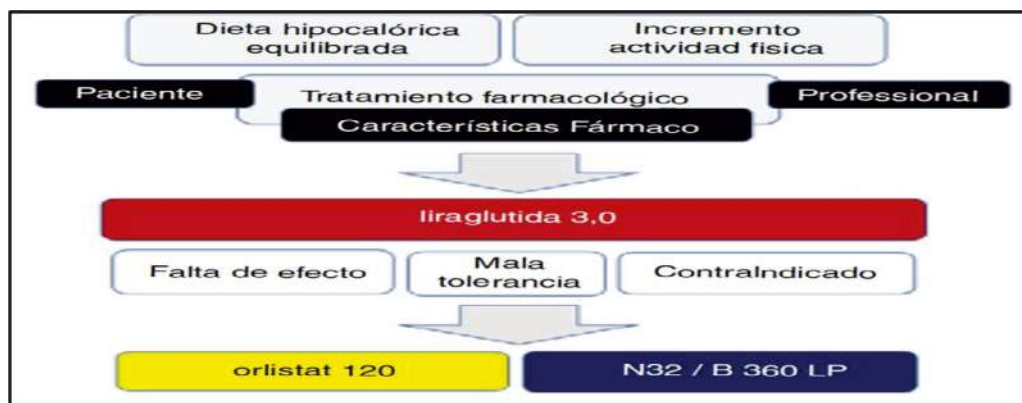 Dieta hipocalórica
equilibrada
Incremento
actividad fisica
Paciente
Tratamiento farmacológico
Professional
Características Fármaco
liraglutida 3,0
Falta de efecto
Mala
tolerancia
ContraIndicado
orlistat 120
N32 / B 360 LP